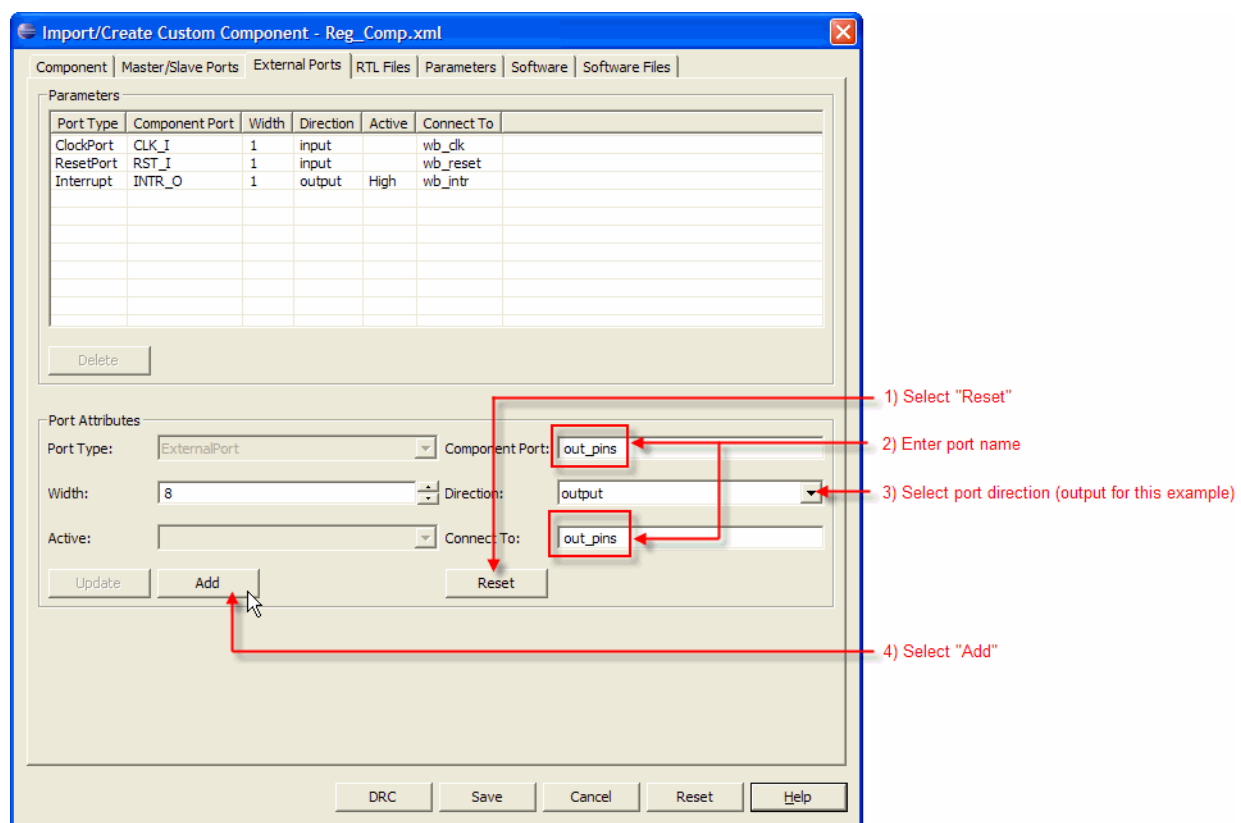 Import/Create Custom Component - Reg_Comp.xml
Component Master/Slave Ports External Ports RTL Files Parameters Software Software Files
Parameters
Port Type Component Port Width Direction Active Connect To
ClockPort CLK_I 1 input wb_clk
ResetPort RST_I 1 input wb_reset
Interrupt INTR_O 1 output High wb_intr
Delete
1) Select "Reset"
Port Attributes
Port Type: ExternalPort Component Port: out_pins
2) Enter port name
Width: 8 Direction: output
3) Select port direction (output for this example)
Active: Connect To: out_pins
Update Add Reset
4) Select "Add"
DRC Save Cancel Reset Help